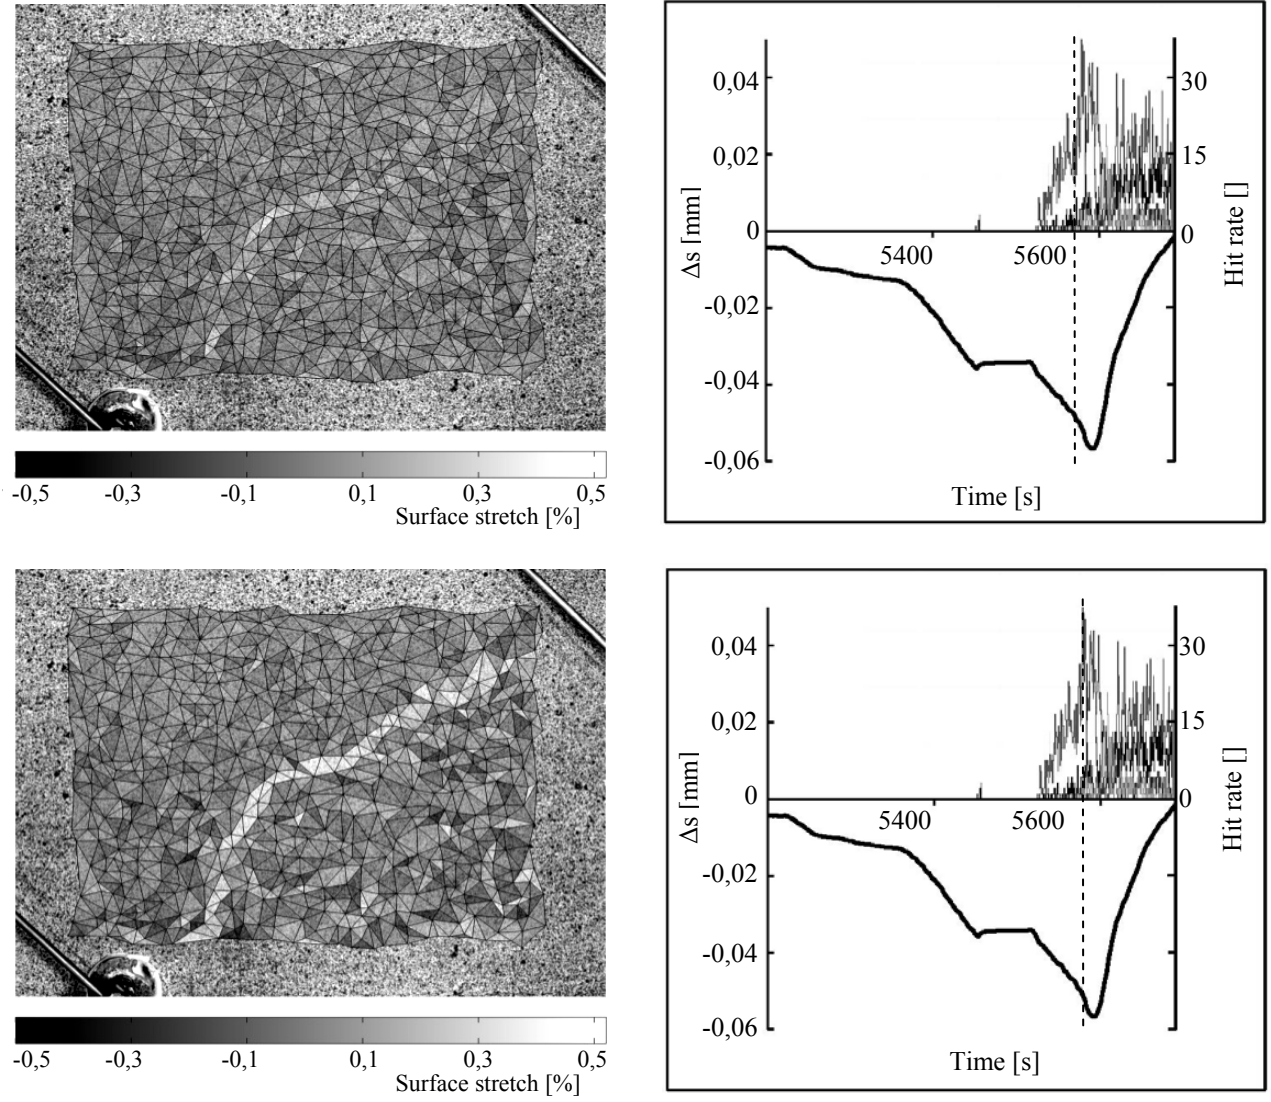 -0,5 -0,3 -0,1 0,1 0,3 0,5
Surface stretch [%]
0,04
0,02
0
-0,02
-0,04
-0,06
Δs [mm]
5400 5600
30
15
0
Hit rate []
Time [s]
-0,5 -0,3 -0,1 0,1 0,3 0,5
Surface stretch [%]
0,04
0,02
0
-0,02
-0,04
-0,06
Δs [mm]
5400 5600
30
15
0
Hit rate []
Time [s]